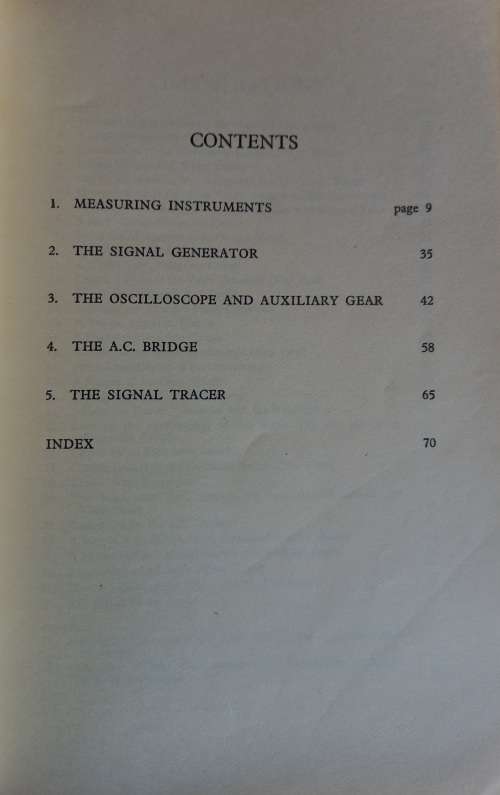 CONTENTS
1. MEASURING INSTRUMENTS page 9
2. THE SIGNAL GENERATOR 35
3. THE OSCILLOSCOPE AND AUXILIARY GEAR 42
4. THE A.C. BRIDGE 58
5. THE SIGNAL TRACER 65
INDEX 70